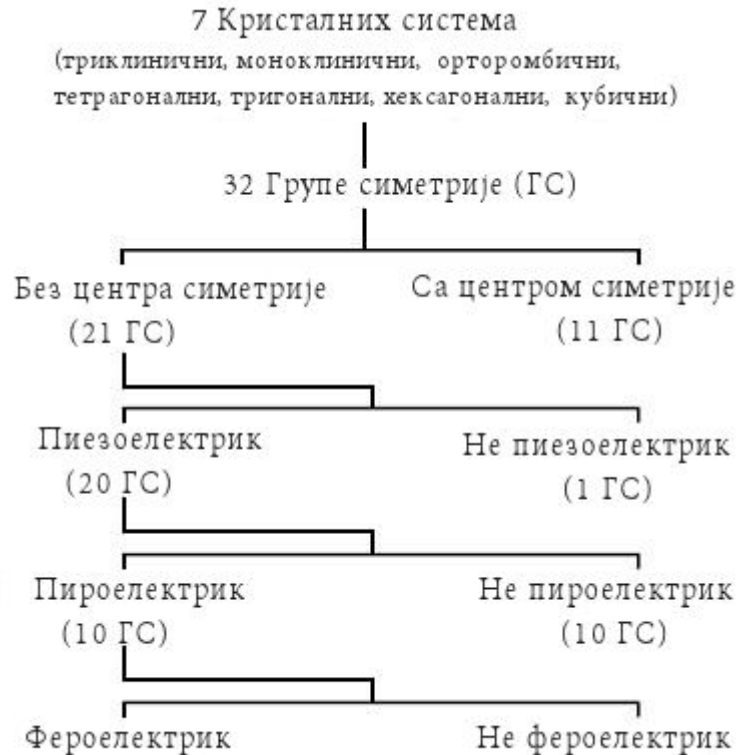 7 Кристалних система
(триклинични, моноклинични, орторомбични,
тетрагонални, тригонални, хексагонални, кубични)
32 Групе симетрије (ГС)
Без центра симетрије
(21 ГС)
Са центром симетрије
(11 ГС)
Пиезоелектрик
(20 ГС)
Не пиезоелектрик
(1 ГС)
Пироелектрик
(10 ГС)
Не пироелектрик
(10 ГС)
Фероелектрик
Не фероелектрик